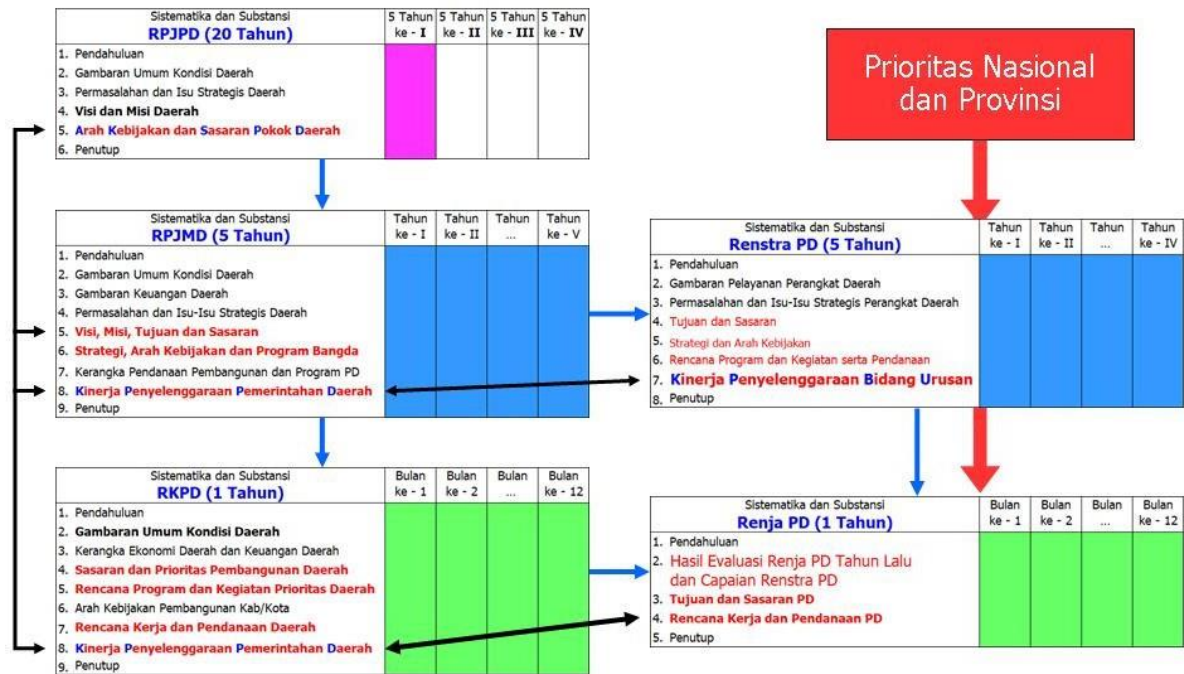 Sistematika dan Substansi
RPJPD (20 Tahun)
5 Tahun ke - I
5 Tahun ke - II
5 Tahun ke - III
5 Tahun ke - IV
1. Pendahuluan
2. Gambaran Umum Kondisi Daerah
3. Permasalahan dan Isu Strategis Daerah
4. Visi dan Misi Daerah
5. Arah Kebijakan dan Sasaran Pokok Daerah
6. Penutup
Prioritas Nasional
dan Provinsi
Sistematika dan Substansi
RPJMD (5 Tahun)
Tahun ke - I
Tahun ke - II
Tahun ...
Tahun ke - V
1. Pendahuluan
2. Gambaran Umum Kondisi Daerah
3. Gambaran Keuangan Daerah
4. Permasalahan dan Isu-Isu Strategis Daerah
5. Visi, Misi, Tujuan dan Sasaran
6. Strategi, Arah Kebijakan dan Program Bangda
7. Kerangka Pendanaan Pembangunan dan Program PD
8. Kinerja Penyelenggaraan Pemerintahan Daerah
9. Penutup
Sistematika dan Substansi
Renstra PD (5 Tahun)
Tahun ke - I
Tahun ke - II
Tahun ...
Tahun ke - IV
1. Pendahuluan
2. Gambaran Pelayanan Perangkat Daerah
3. Permasalahan dan Isu-Isu Strategis Perangkat Daerah
4. Tujuan dan Sasaran
5. Strategi dan Arah Kebijakan
6. Rencana Program dan Kegiatan serta Pendanaan
7. Kinerja Penyelenggaraan Bidang Urusan
8. Penutup
Sistematika dan Substansi
RKPD (1 Tahun)
Bulan ke - 1
Bulan ke - 2
Bulan ...
Bulan ke - 12
1. Pendahuluan
2. Gambaran Umum Kondisi Daerah
3. Kerangka Ekonomi Daerah dan Keuangan Daerah
4. Sasaran dan Prioritas Pembangunan Daerah
5. Rencana Program dan Kegiatan Prioritas Daerah
6. Arah Kebijakan Pembangunan Kab/Kota
7. Rencana Kerja dan Pendanaan Daerah
8. Kinerja Penyelenggaraan Pemerintahan Daerah
9. Penutup
Sistematika dan Substansi
Renja PD (1 Tahun)
Bulan ke - 1
Bulan ke - 2
Bulan ...
Bulan ke - 12
1. Pendahuluan
2. Hasil Evaluasi Renja PD Tahun Lalu
dan Capaian Renstra PD
3. Tujuan dan Sasaran PD
4. Rencana Kerja dan Pendanaan PD
5. Penutup